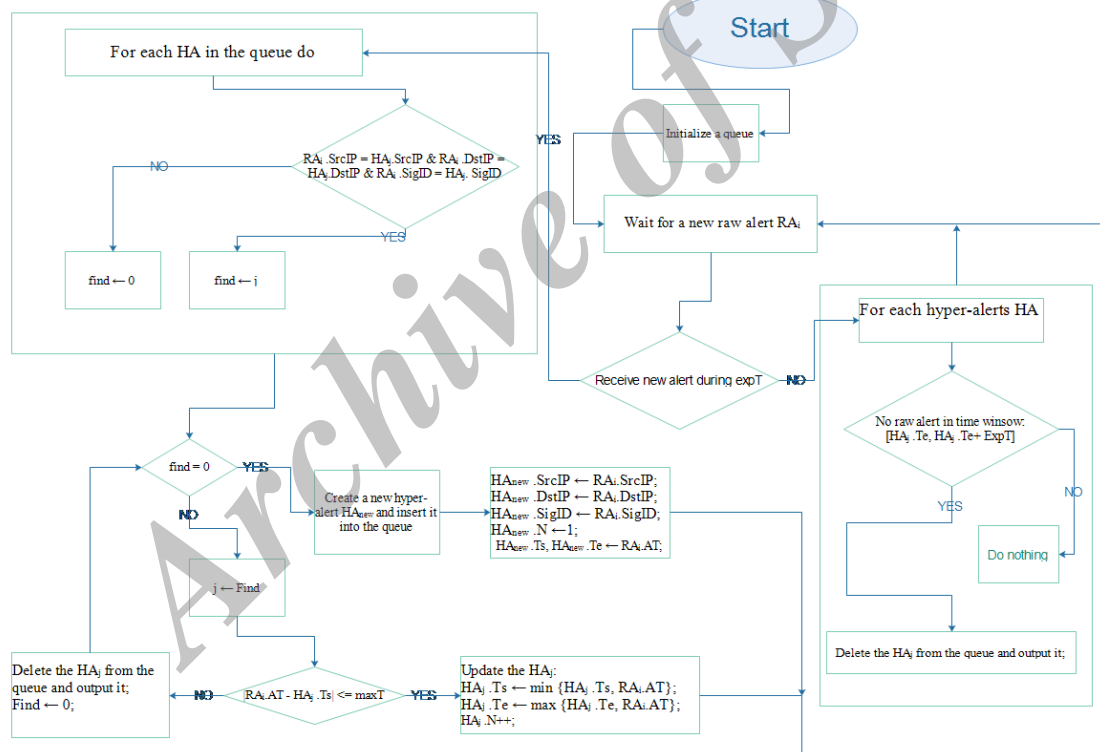 Start
For each HA in the queue do
YES
Initialize a queue
RAi .SrcIP = HAj.SrcIP & RAi .DstIP =
HAj.DstIP & RAi .SigID = HAj. SigID
NO
YES
find ← 0
find ← j
Wait for a new raw alert RAi
For each hyper-alerts HA
Receive new alert during expT
NO
No raw alert in time winsow:
[HAj .Te, HAj .Te+ ExpT]
NO
YES
Do nothing
Delete the HAj from the queue and output it;
find = 0
YES
NO
Create a new hyper-
alert HAnew and insert it
into the queue
HAnew .SrcIP ← RAi.SrcIP;
HAnew .DstIP ← RAi.DstIP;
HAnew .SigID ← RAi.SigID;
HAnew .N ←1;
HAnew .Ts, HAnew .Te ← RAi.AT;
j ← Find
Delete the HAj from the
queue and output it;
Find ← 0;
NO
|RAi.AT - HAj .Ts| <= maxT
YES
Update the HAj:
HAj .Ts ← min {HAj .Ts, RAi.AT};
HAj .Te ← max {HAj .Te, RAi.AT};
HAj .N++;
Archive of S